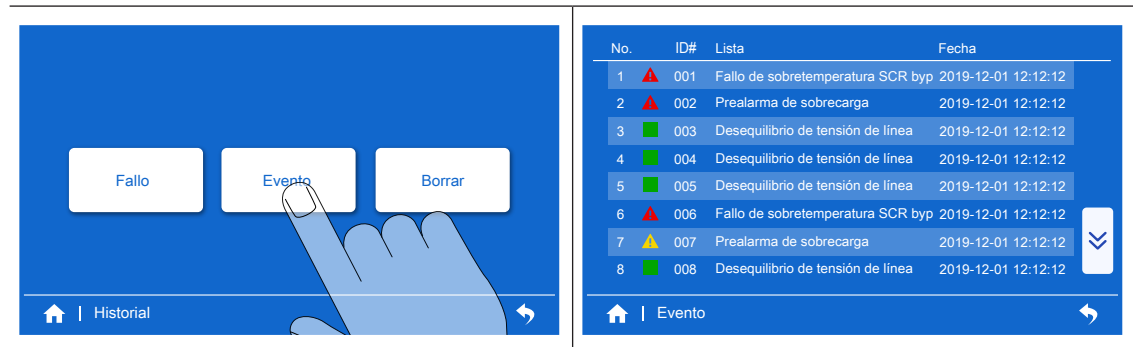 Fallo
Evento
Borrar
Historial
No. ID# Lista Fecha
1 001 Fallo de sobretemperatura SCR byp 2019-12-01 12:12:12
2 002 Prealarma de sobrecarga 2019-12-01 12:12:12
3 003 Desequilibrio de tensión de línea 2019-12-01 12:12:12
4 004 Desequilibrio de tensión de línea 2019-12-01 12:12:12
5 005 Desequilibrio de tensión de línea 2019-12-01 12:12:12
6 006 Fallo de sobretemperatura SCR byp 2019-12-01 12:12:12
7 007 Prealarma de sobrecarga 2019-12-01 12:12:12
8 008 Desequilibrio de tensión de línea 2019-12-01 12:12:12
Evento